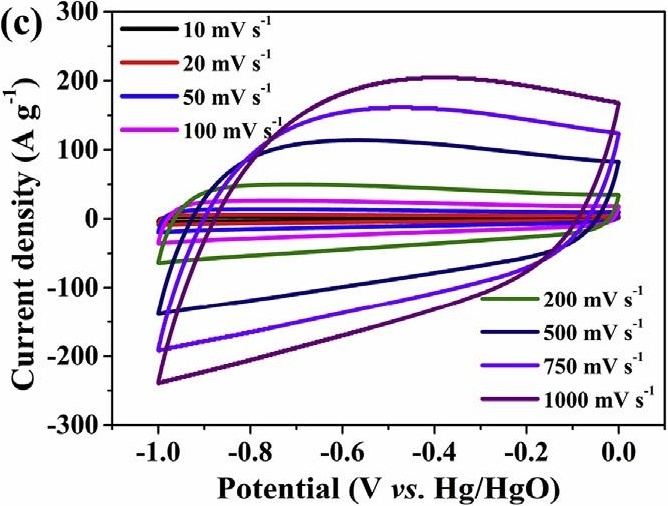 (c)
300
200
100
0
-100
-200
-300
Current density (A g-1)
10 mV s-1
20 mV s-1
50 mV s-1
100 mV s-1
200 mV s-1
500 mV s-1
750 mV s-1
1000 mV s-1
-1.0 -0.8 -0.6 -0.4 -0.2 0.0
Potential (V vs. Hg/HgO)